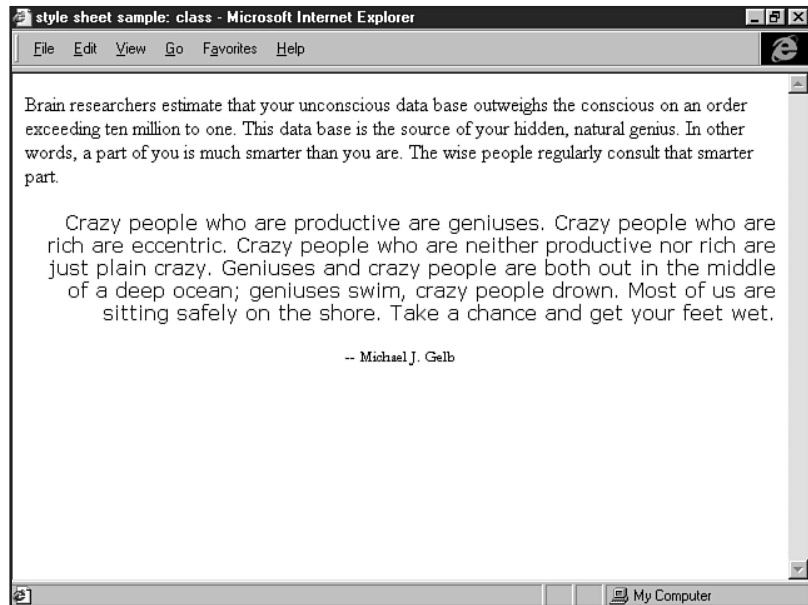 style sheet sample: class - Microsoft Internet Explorer
File Edit View Go Favorites Help
Brain researchers estimate that your unconscious data base outweighs the conscious on an order
exceeding ten million to one. This data base is the source of your hidden, natural genius. In other
words, a part of you is much smarter than you are. The wise people regularly consult that smarter
part.
Crazy people who are productive are geniuses. Crazy people who are
rich are eccentric. Crazy people who are neither productive nor rich are
just plain crazy. Geniuses and crazy people are both out in the middle
of a deep ocean; geniuses swim, crazy people drown. Most of us are
sitting safely on the shore. Take a chance and get your feet wet.
-- Michael J. Gelb
My Computer